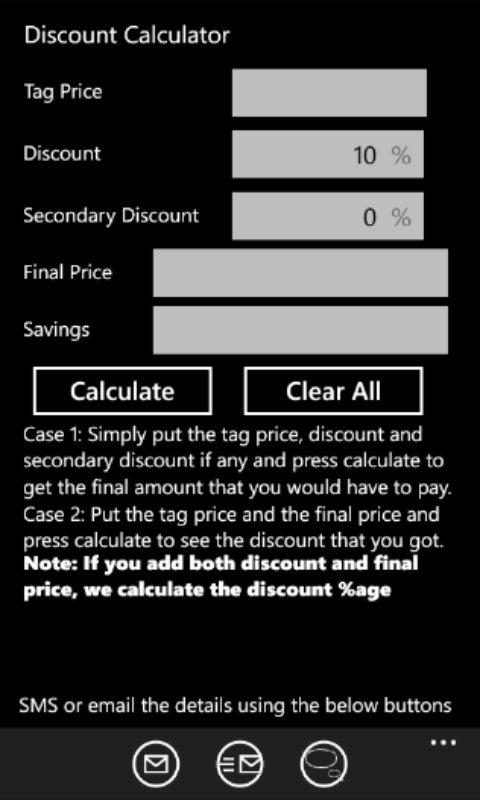 Discount Calculator
Tag Price
Discount 10 %
Secondary Discount 0 %
Final Price
Savings
Calculate Clear All
Case 1: Simply put the tag price, discount and
secondary discount if any and press calculate to
get the final amount that you would have to pay.
Case 2: Put the tag price and the final price and
press calculate to see the discount that you got.
Note: If you add both discount and final
price, we calculate the discount %age
SMS or email the details using the below buttons